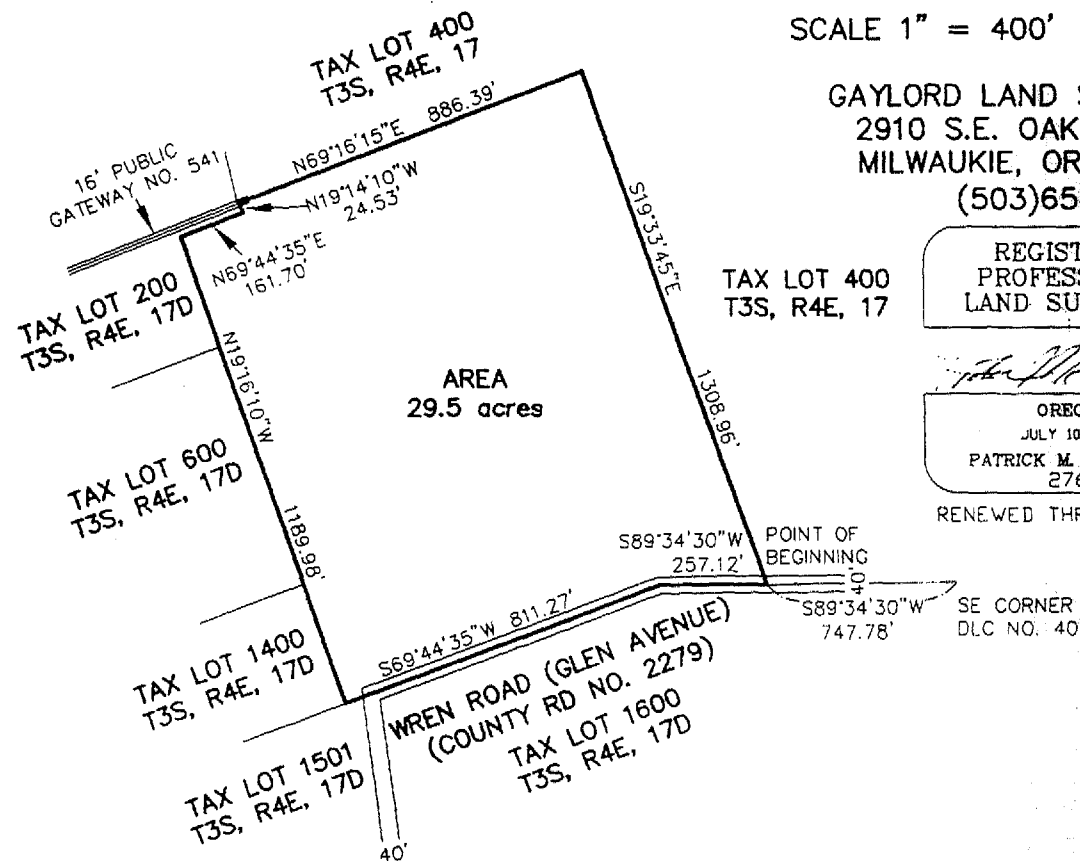 SCALE 1" = 400'
GAYLORD LAND
2910 S.E. OAK
MILWAUKIE, OR
(503)65
REGIST
PROFESS
LAND SU
OREG
JULY 10
PATRICK M.
276
RENEWED THR
TAX LOT 400
T3S, R4E, 17
N69°16'15"E 886.39'
16' PUBLIC
GATEWAY NO. 541
N19°14'10"W
24.53'
N69°44'35"E
161.70'
S19°33'45"E
1308.96'
TAX LOT 400
T3S, R4E, 17
TAX LOT 200
T3S, R4E, 17D
N19°16'10"W
1189.98'
AREA
29.5 acres
TAX LOT 600
T3S, R4E, 17D
S89°34'30"W
257.12'
POINT OF
BEGINNING
40'
S89°34'30"W
747.78'
SE CORNER
DLC NO. 40
S69°44'35"W 811.27'
TAX LOT 1400
T3S, R4E, 17D
WREN ROAD (GLEN AVENUE)
(COUNTY RD NO. 2279)
TAX LOT 1600
T3S, R4E, 17D
TAX LOT 1501
T3S, R4E, 17D
40'